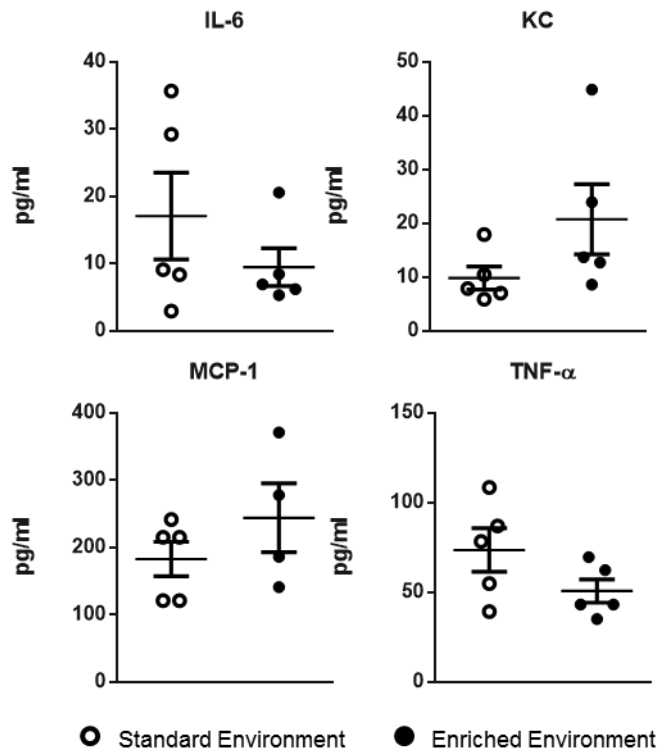 IL-6
40
30
20
10
0
pg/ml
KC
50
40
30
20
10
0
pg/ml
MCP-1
400
300
200
100
0
pg/ml
TNF-α
150
100
50
0
pg/ml
Standard Environment
Enriched Environment